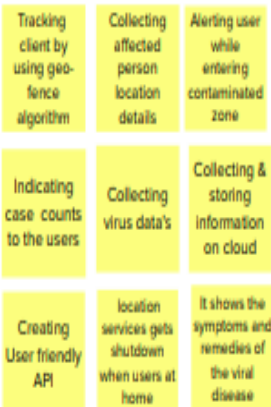 Tracking
client by
using geo-
fence
algorithm
Collecting
affected
person
location
details
Alerting user
while
entering
contaminated
zone
Indicating
case counts
to the users
Collecting
virus data's
Collecting &
storing
information
on cloud
Creating
User friendly
API
location
services gets
shutdown
when users at
home
It shows the
symptoms and
remedies of
the viral
disease